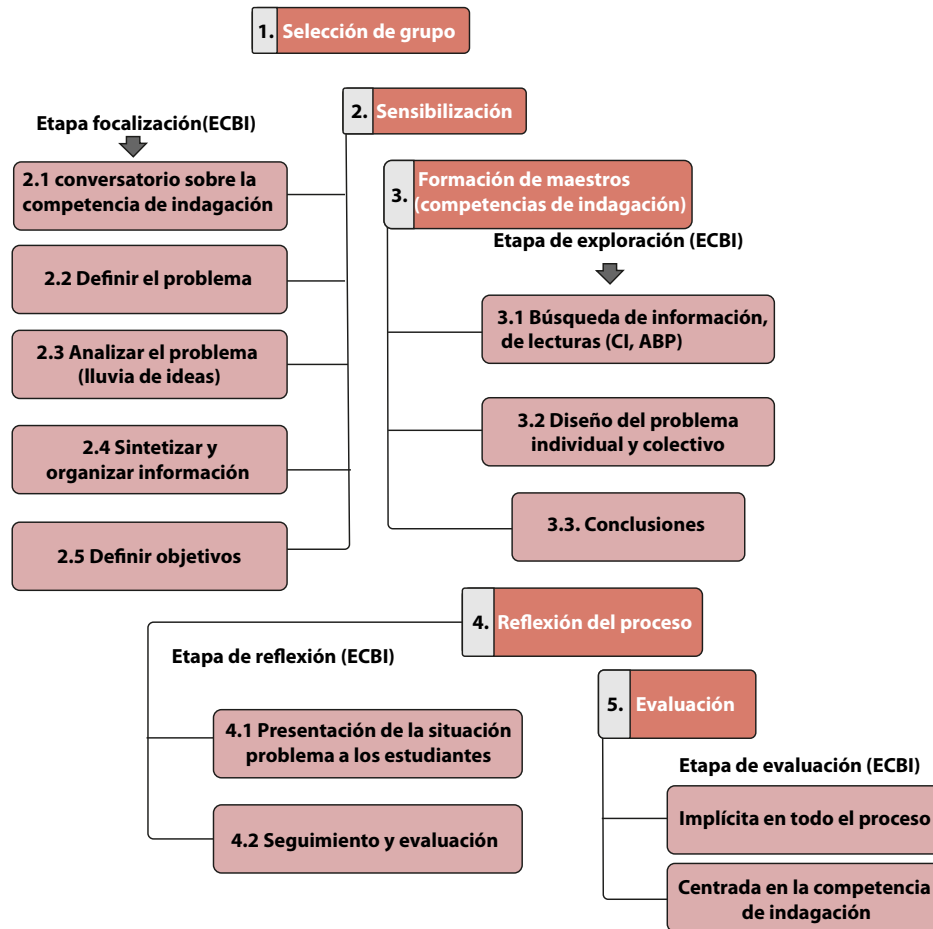 1. Selección de grupo
2. Sensibilización
Etapa focalización(ECBI)
2.1 conversatorio sobre la
competencia de indagación
2.2 Definir el problema
2.3 Analizar el problema
(lluvia de ideas)
2.4 Sintetizar y
organizar información
2.5 Definir objetivos
3. Formación de maestros
(competencias de indagación)
Etapa de exploración (ECBI)
3.1 Búsqueda de información,
de lecturas (CI, ABP)
3.2 Diseño del problema
individual y colectivo
3.3. Conclusiones
4. Reflexión del proceso
Etapa de reflexión (ECBI)
4.1 Presentación de la situación
problema a los estudiantes
4.2 Seguimiento y evaluación
5. Evaluación
Etapa de evaluación (ECBI)
Implícita en todo el proceso
Centrada en la competencia
de indagación